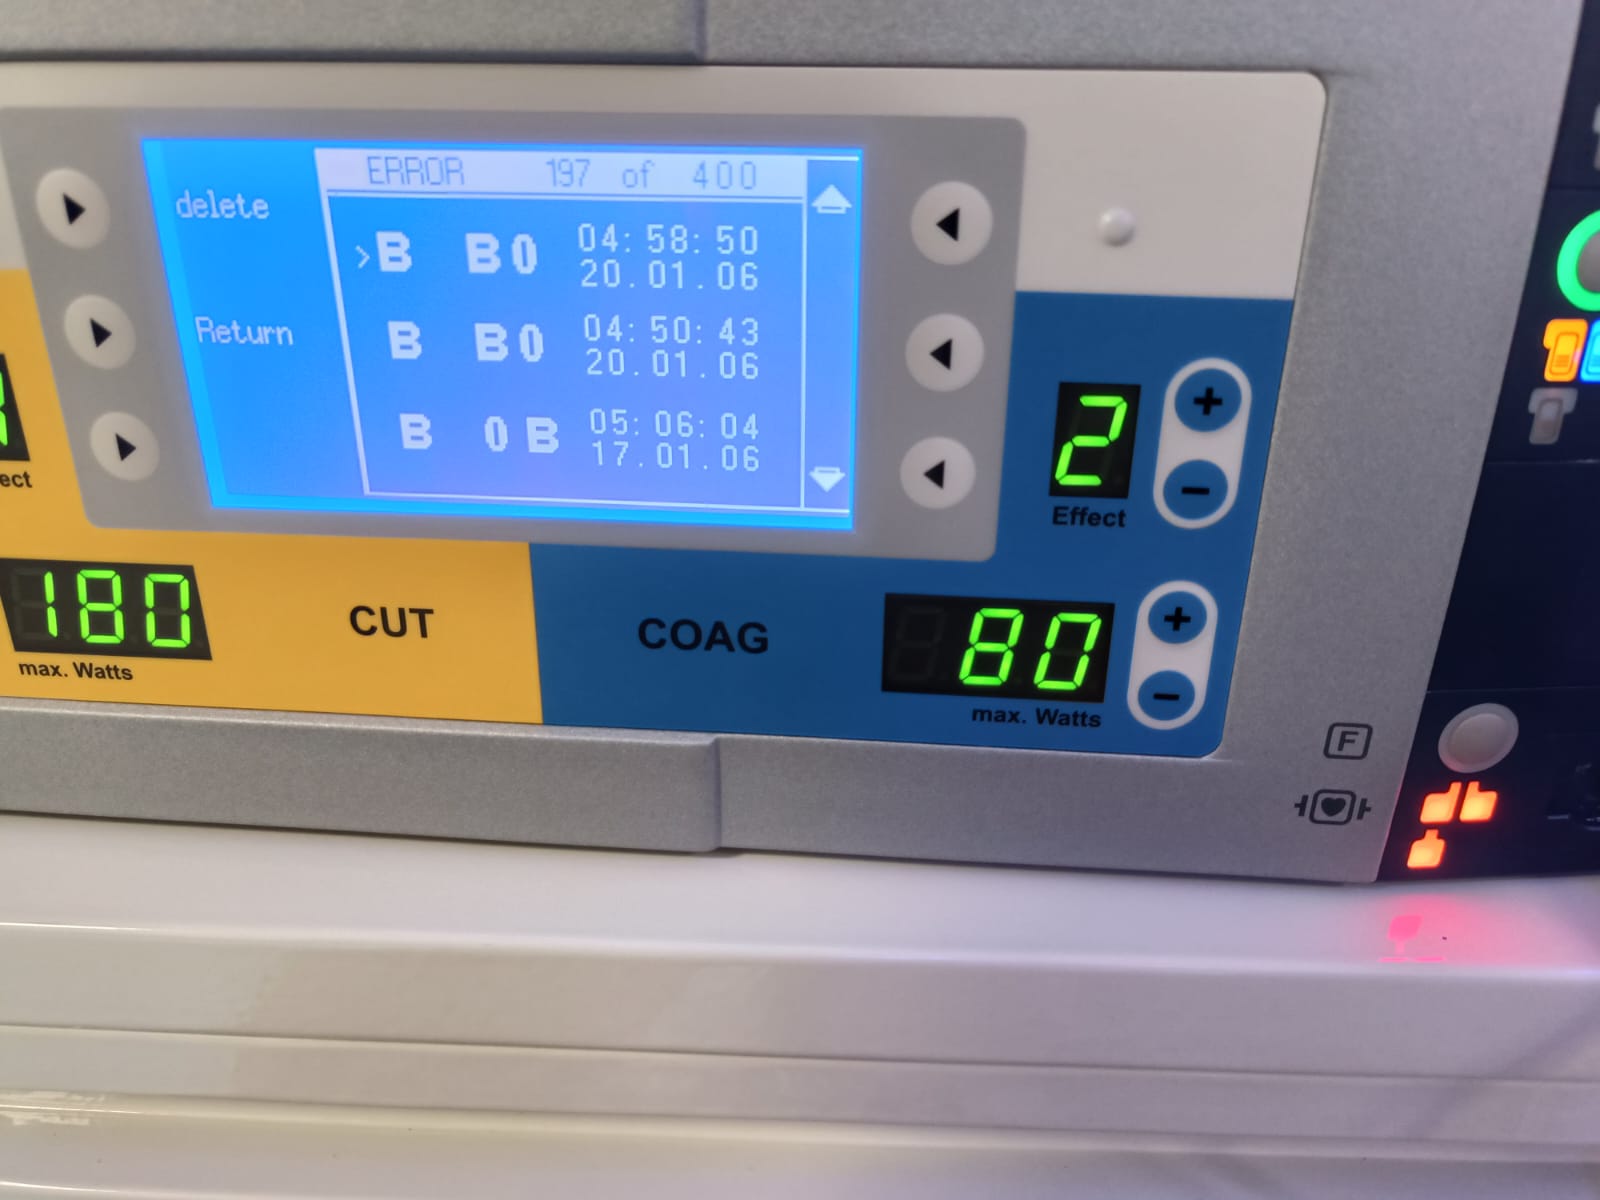 ERROR 197 of 400
delete
>B B0 04:58:50
20.01.06
Return
B B0 04:50:43
20.01.06
B 0B 05:06:04
17.01.06
2
+
-
Effect
ect
180
CUT
COAG
80
+
-
max. Watts
max. Watts
F